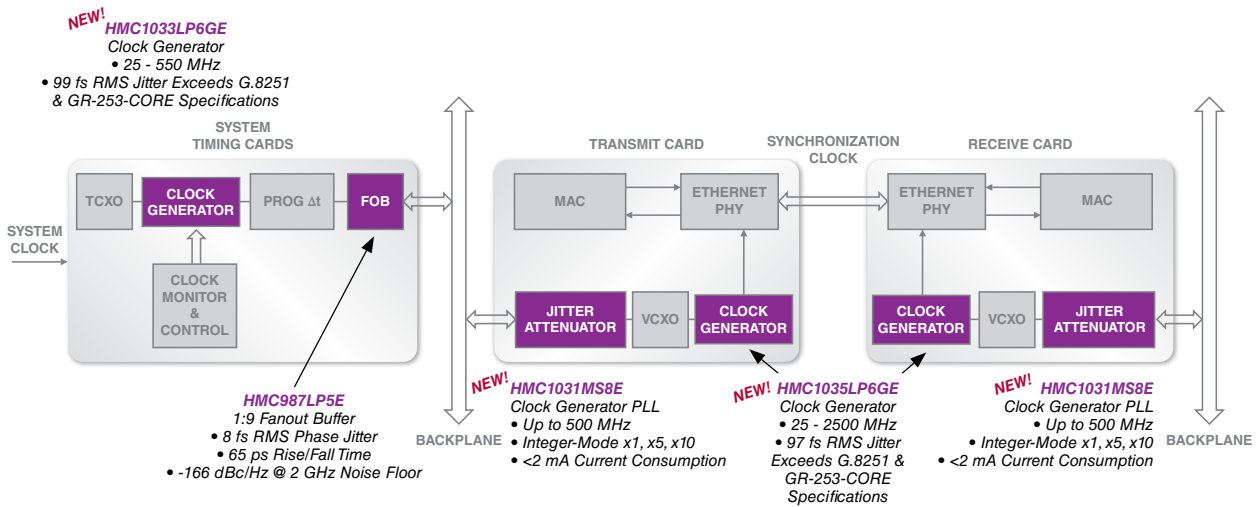 NEW!
HMC1033LP6GE
Clock Generator
• 25 - 550 MHz
• 99 fs RMS Jitter Exceeds G.8251
& GR-253-CORE Specifications
SYSTEM
TIMING CARDS
TCXO
CLOCK
GENERATOR
PROG Δt
FOB
SYSTEM
CLOCK
CLOCK
MONITOR
&
CONTROL
HMC987LP5E
1:9 Fanout Buffer
• 8 fs RMS Phase Jitter
• 65 ps Rise/Fall Time
• -166 dBc/Hz @ 2 GHz Noise Floor
BACKPLANE
TRANSMIT CARD
MAC
ETHERNET
PHY
JITTER
ATTENUATOR
VCXO
CLOCK
GENERATOR
NEW!
HMC1031MS8E
Clock Generator PLL
• Up to 500 MHz
• Integer-Mode x1, x5, x10
• <2 mA Current Consumption
SYNCHRONIZATION
CLOCK
NEW!
HMC1035LP6GE
Clock Generator
• 25 - 2500 MHz
• 97 fs RMS Jitter
Exceeds G.8251 &
GR-253-CORE
Specifications
RECEIVE CARD
ETHERNET
PHY
MAC
CLOCK
GENERATOR
VCXO
JITTER
ATTENUATOR
NEW!
HMC1031MS8E
Clock Generator PLL
• Up to 500 MHz
• Integer-Mode x1, x5, x10
• <2 mA Current Consumption
BACKPLANE